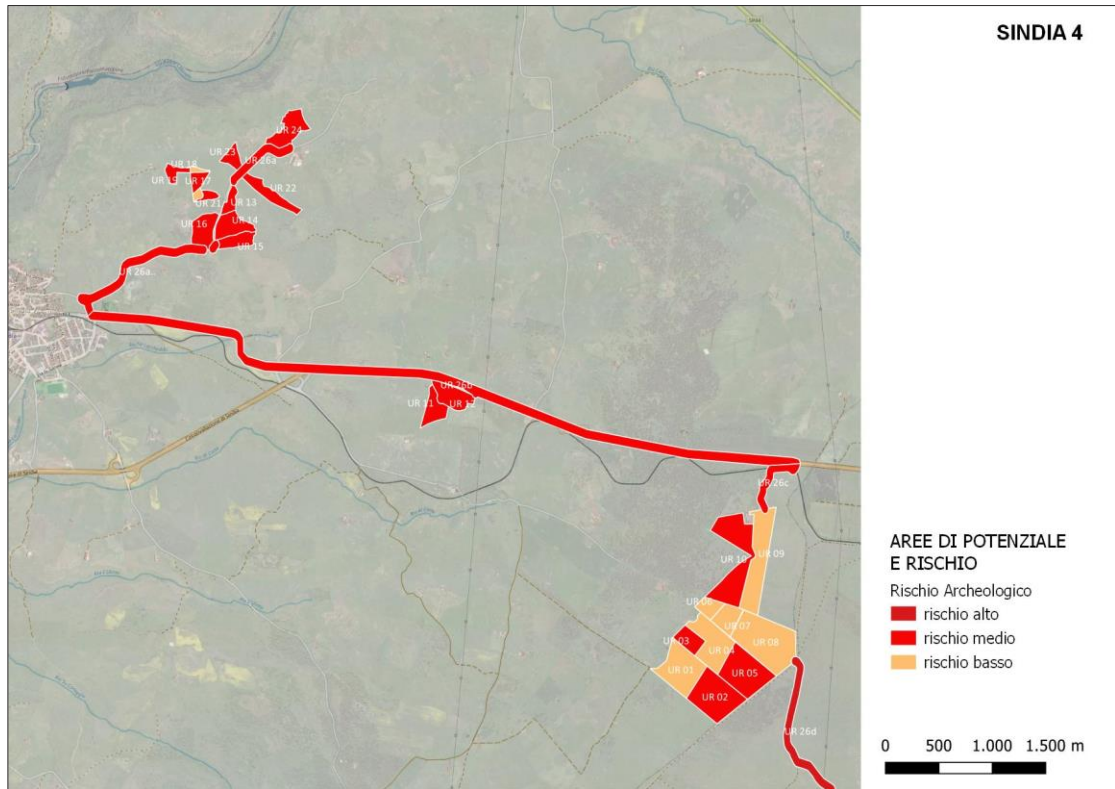 SINDIA 4
UR 24
UR 23
UR 26a
UR 18
UR 19
UR 17
UR 22
UR 21
UR 13
UR 16
UR 14
UR 15
UR 26a
UR 26b
UR 11
UR 12
UR 26c
UR 09
UR 10
UR 06
UR 07
UR 03
UR 04
UR 08
UR 01
UR 05
UR 02
UR 26d
AREE DI POTENZIALE
E RISCHIO
Rischio Archeologico
rischio alto
rischio medio
rischio basso
0 500 1.000 1.500 m